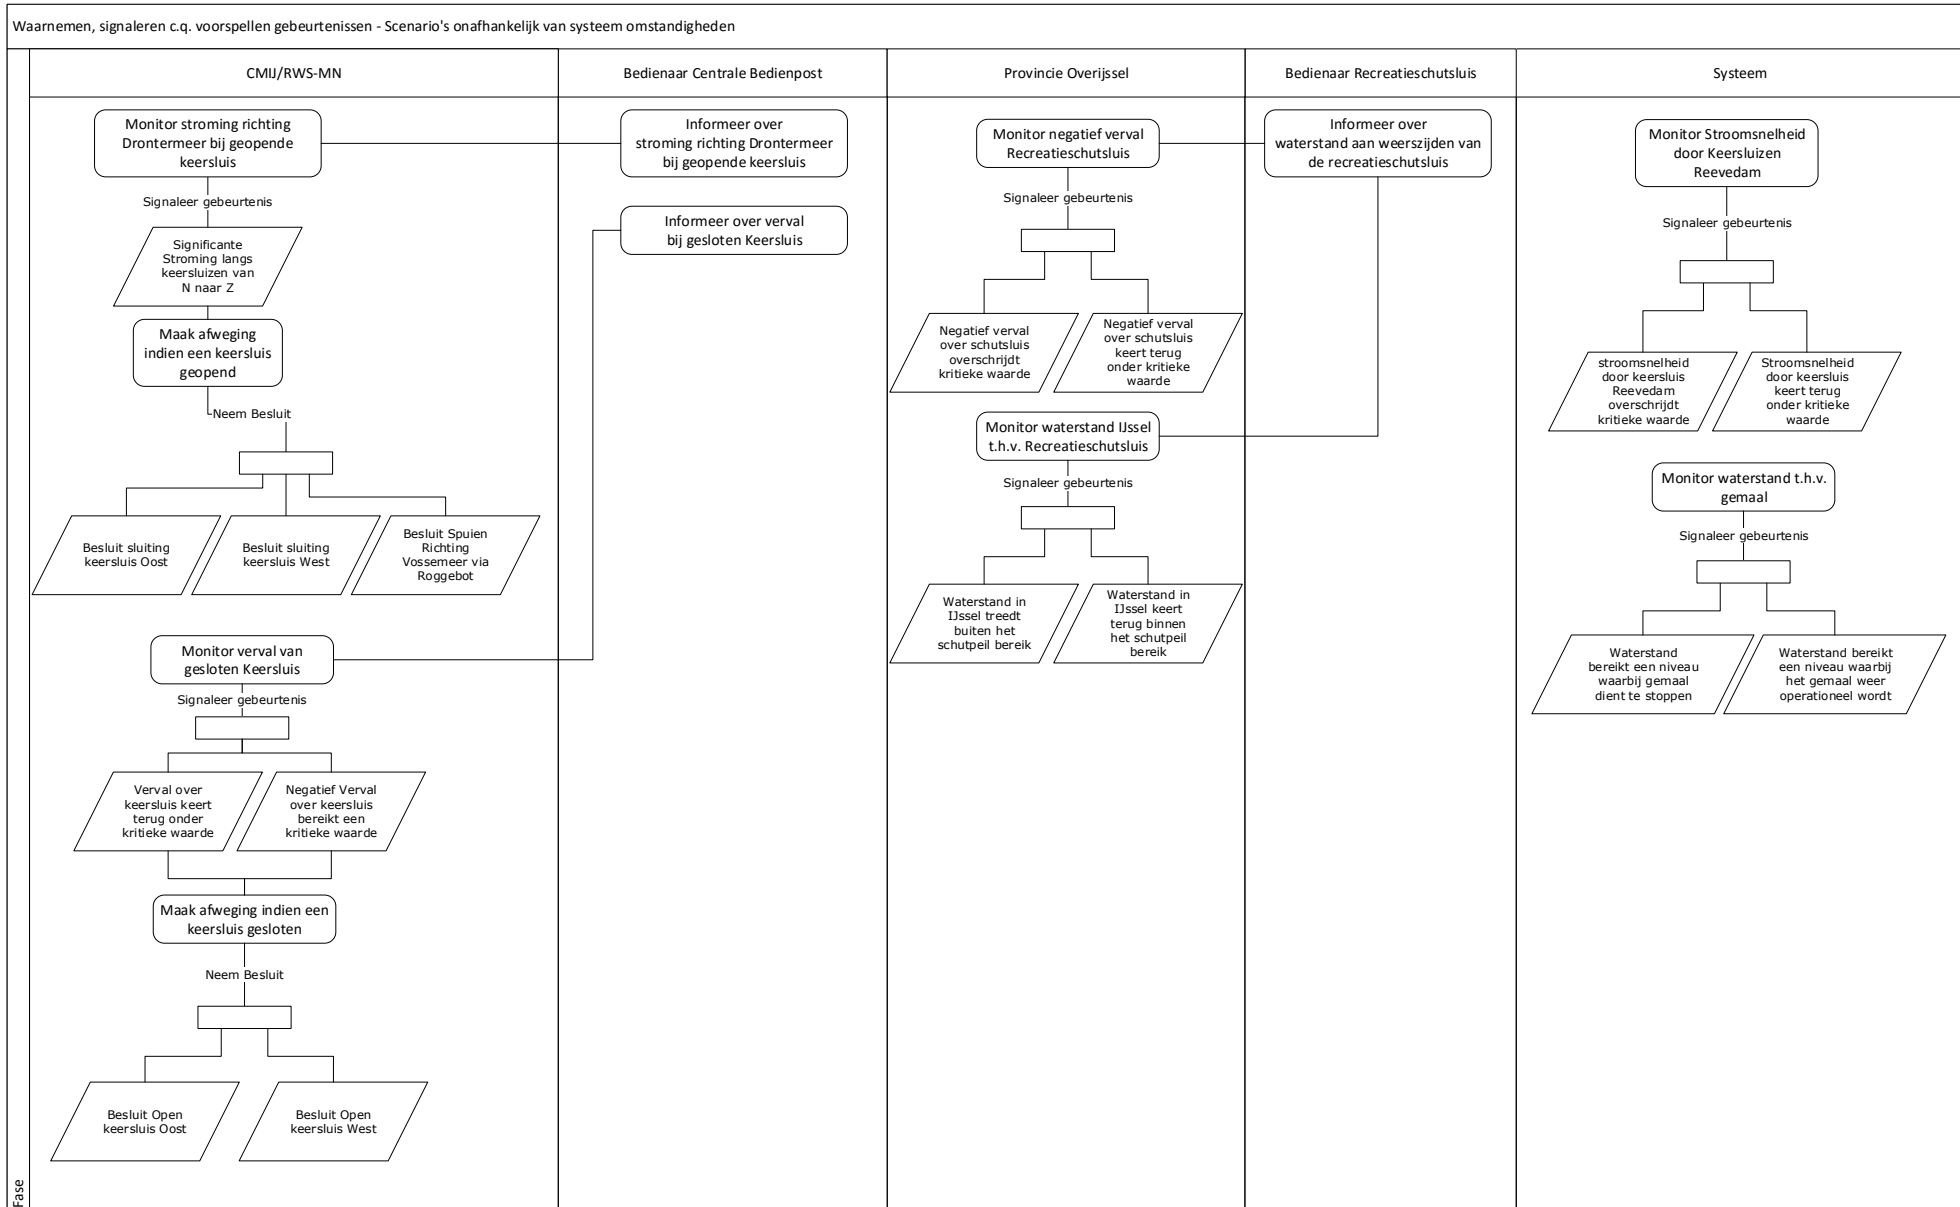 Waarnemen, signaleren c.q. voorspellen gebeurtenissen - Scenario's onafhankelijk van systeem omstandigheden
CMIJ/RWS-MN
Bedienaar Centrale Bedienpost
Provincie Overijssel
Bedienaar Recreatieschutsluis
Systeem
Monitor stroming richting
Drontermeer bij geopende
keersluis
Signaleer gebeurtenis
Significante
Stroming langs
keersluizen van
N naar Z
Maak afweging
indien een keersluis
geopend
Neem Besluit
Besluit sluiting
keersluis Oost
Besluit sluiting
keersluis West
Besluit Spuien
Richting
Vossemeer via
Roggebot
Monitor verval van
gesloten Keersluis
Signaleer gebeurtenis
Verval over
keersluis keert
terug onder
kritieke waarde
Negatief Verval
over keersluis
bereikt een
kritieke waarde
Maak afweging indien een
keersluis gesloten
Neem Besluit
Besluit Open
keersluis Oost
Besluit Open
keersluis West
Informeer over
stroming richting Drontermeer
bij geopende keersluis
Informeer over verval
bij gesloten Keersluis
Monitor negatief verval
Recreatieschutsluis
Signaleer gebeurtenis
Negatief verval
over schutsluis
overschrijdt
kritieke waarde
Negatief verval
over schutsluis
keert terug
onder kritieke
waarde
Monitor waterstand IJssel
t.h.v. Recreatieschutsluis
Signaleer gebeurtenis
Waterstand in
IJssel treedt
buiten het
schutpeil bereik
Waterstand in
IJssel keert
terug binnen
het schutpeil
bereik
Informeer over
waterstand aan weerszijden van
de recreatieschutsluis
Monitor Stroomsnelheid
door Keersluizen
Reevedam
Signaleer gebeurtenis
stroomsnelheid
door keersluis
Reevedam
overschrijdt
kritieke waarde
Stroomsnelheid
door keersluis
keert terug
onder kritieke
waarde
Monitor waterstand t.h.v.
gemaal
Signaleer gebeurtenis
Waterstand
bereikt een niveau
waarbij gemaal
dient te stoppen
Waterstand bereikt
een niveau waarbij
het gemaal weer
operationeel wordt
Fase